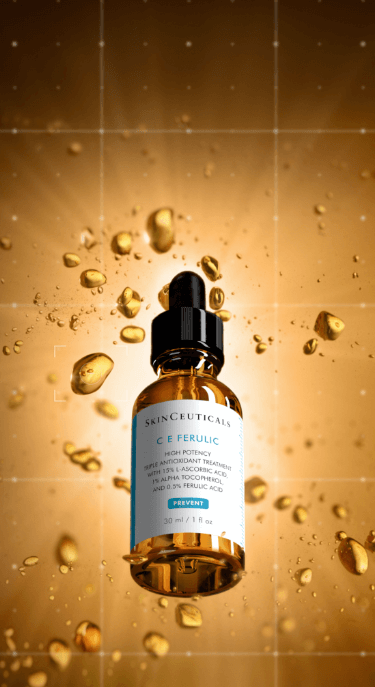 SKINCEUTICALS
C E FERULIC
HIGH POTENCY
TRIPLE ANTIOXIDANT TREATMENT
WITH 15% L-ASCORBIC ACID,
1% ALPHA TOCOPHEROL,
AND 0.5% FERULIC ACID
PREVENT
30 ml / 1 fl oz